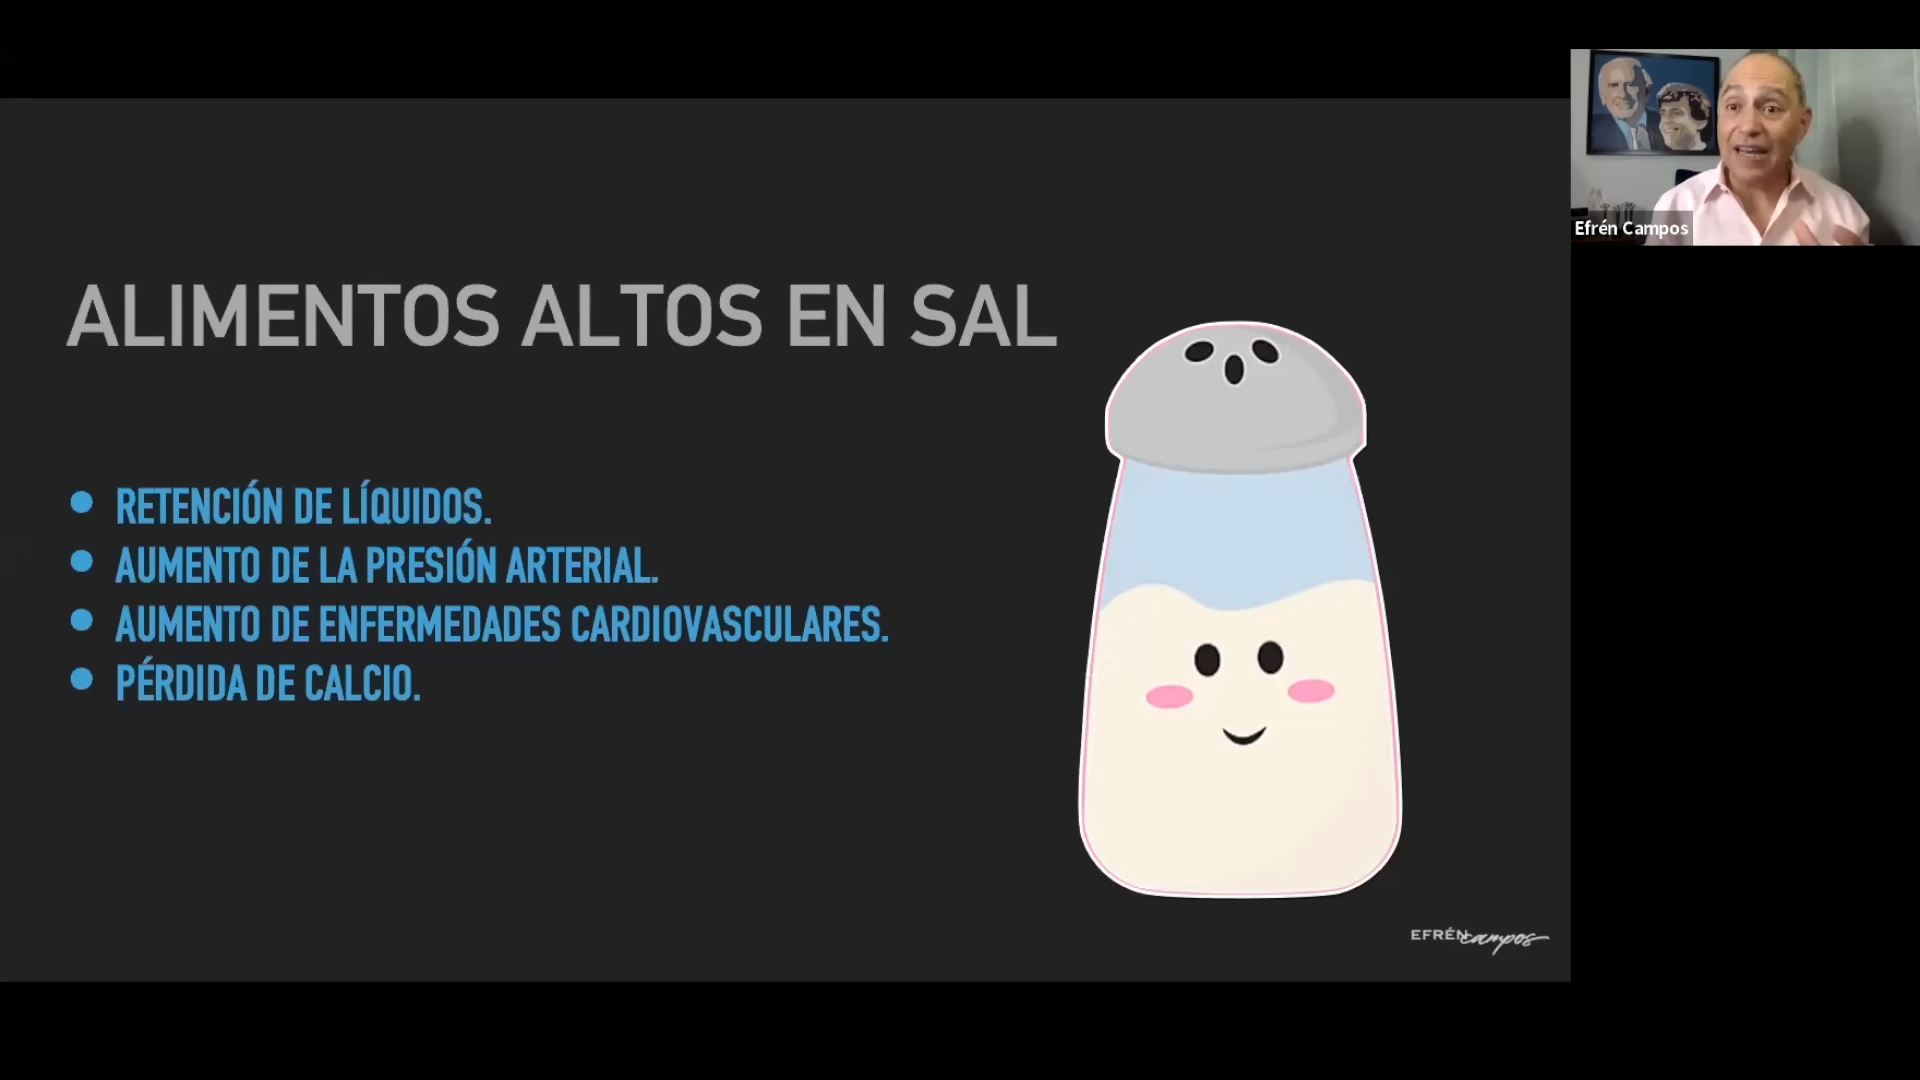 Efrén Campos
ALIMENTOS ALTOS EN SAL
RETENCIÓN DE LÍQUIDOS.
AUMENTO DE LA PRESIÓN ARTERIAL.
AUMENTO DE ENFERMEDADES CARDIOVASCULARES.
PÉRDIDA DE CALCIO.
EFRÉN campos